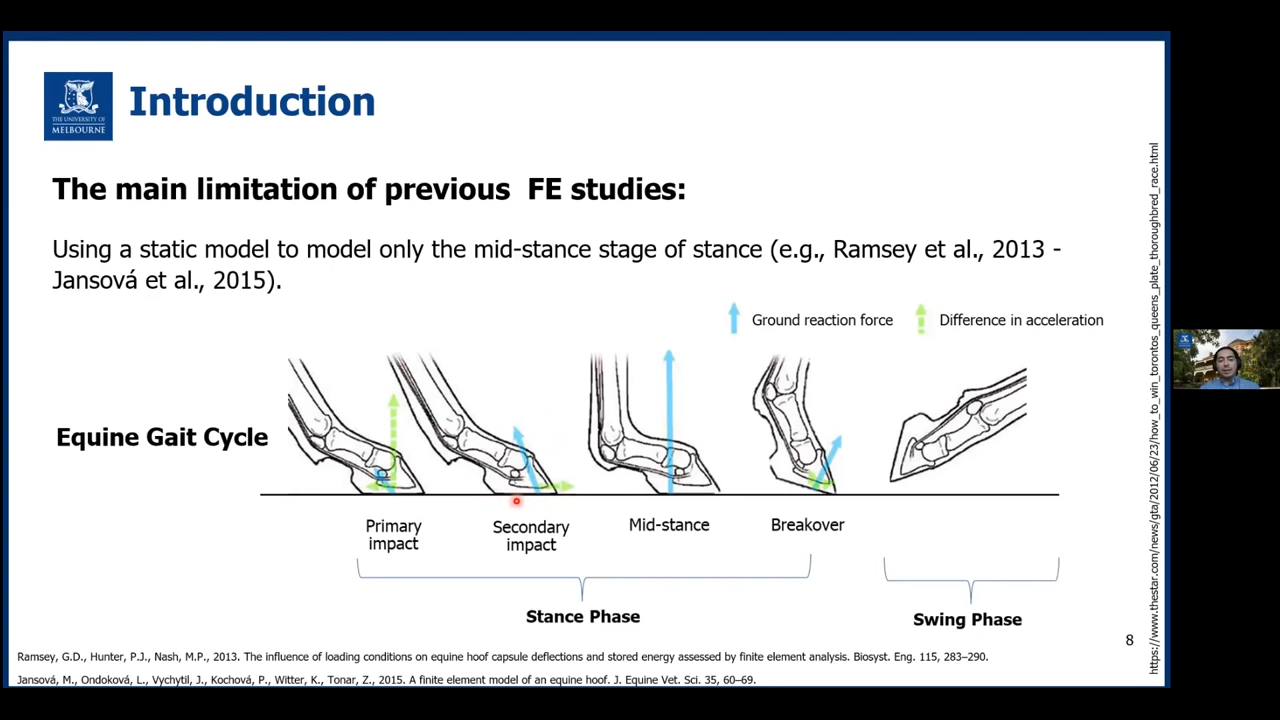 THE UNIVERSITY OF
MELBOURNE
Introduction
The main limitation of previous FE studies:
Using a static model to model only the mid-stance stage of stance (e.g., Ramsey et al., 2013 -
Jansová et al., 2015).
Ground reaction force
Difference in acceleration
Equine Gait Cycle
Primary
impact
Secondary
impact
Mid-stance
Breakover
Stance Phase
Swing Phase
8
Ramsey, G.D., Hunter, P.J., Nash, M.P., 2013. The influence of loading conditions on equine hoof capsule deflections and stored energy assessed by finite element analysis. Biosyst. Eng. 115, 283–290.
Jansová, M., Ondoková, L., Vychytil, J., Kochová, P., Witter, K., Tonar, Z., 2015. A finite element model of an equine hoof. J. Equine Vet. Sci. 35, 60–69.
https://www.thestar.com/news/gta/2012/06/23/how_to_win_torontos_queens_plate_thoroughbred_race.html